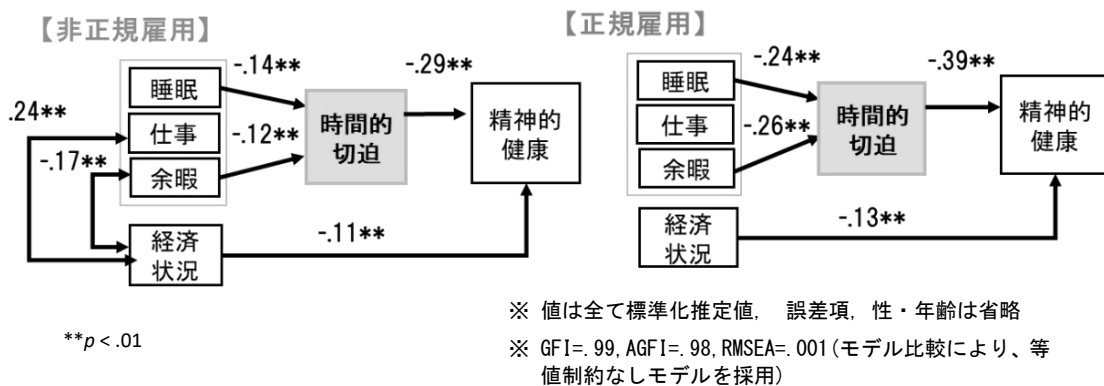 【非正規雇用】
-.14**
-.29**
睡眠
.24**
仕事
時間的
切迫
精神的
健康
-.12**
-.17**
余暇
経済
状況
-.11**
**p < .01
【正規雇用】
-.24**
-.39**
睡眠
仕事
時間的
切迫
精神的
健康
-.26**
余暇
経済
状況
-.13**
※ 値は全て標準化推定値, 誤差項, 性・年齢は省略
※ GFI=.99, AGFI=.98, RMSEA=.001(モデル比較により、等
値制約なしモデルを採用)